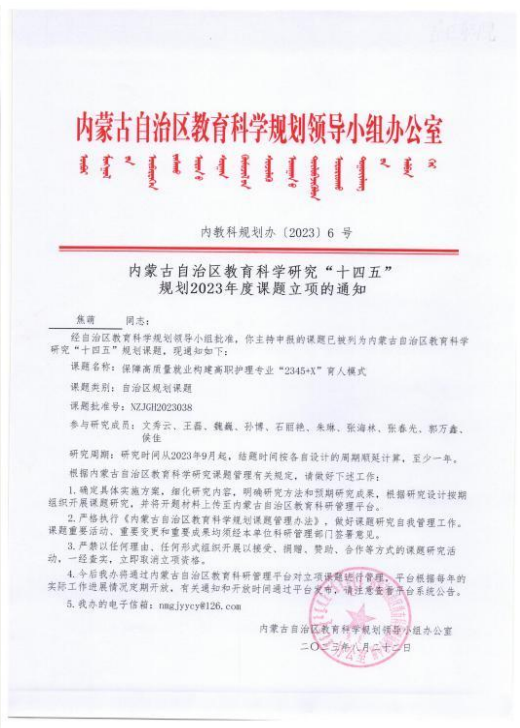 内蒙古自治区教育科学规划领导小组办公室
内教科规划办〔2023〕6 号
内蒙古自治区教育科学研究“十四五”
规划2023年度课题立项的通知
焦萌 同志：
经自治区教育科学规划领导小组批准，你主持申报的课题已被列为内蒙古自治区教育科学
研究“十四五”规划课题，现通知如下：
课题名称：保障高质量就业构建高职护理专业“2345+X”育人模式
课题类别：自治区规划课题
课题批准号：NZJGH2023038
参与研究成员：文秀云、王磊、魏巍、孙博、石丽艳、朱琳、张海林、张春光、郭万鑫、
侯佳
研究周期：研究时间从2023年9月起，结题时间按各自设计的周期顺延计算，至少一年。
根据内蒙古自治区教育科学研究课题管理有关规定，请做好下述工作：
1.确定具体实施方案，细化研究内容，明确研究方法和预期研究成果，根据研究设计按期
组织开展课题研究，并将开题材料上传至内蒙古自治区教育科研管理平台。
2.严格执行《内蒙古自治区教育科学规划课题管理办法》，做好课题研究自我管理工作。
课题重要活动、重要变更和重要成果均须经本单位科研管理部门签署意见。
3.严禁以任何理由、任何形式组织开展以接受、捐赠、赞助、合作等方式的课题研究活
动，一经查实，立即取消立项资格。
4.今后我办将通过内蒙古自治区教育科研管理平台对立项课题进行管理，平台根据每年的
实际工作进展情况定期开放，有关通知和开放时间通过平台发布，请注意查看平台系统公告。
5.我办的电子信箱：nmgjyycy@126.com
内蒙古自治区教育科学规划领导小组办公室
二〇二三年八月二十二日